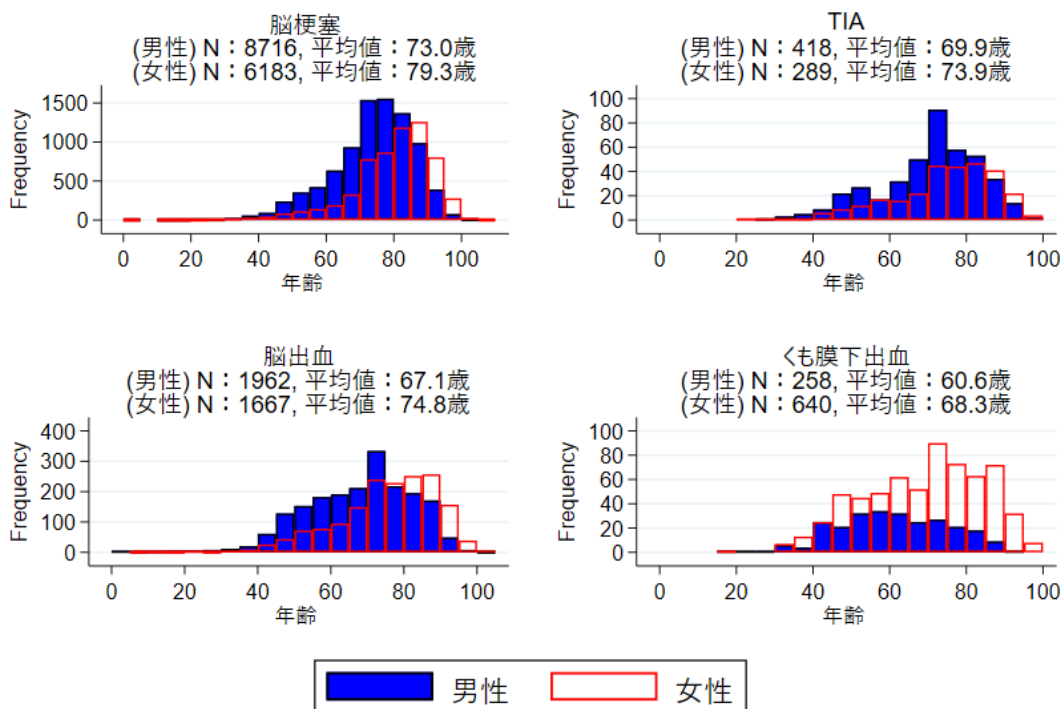 脳梗塞
(男性) N：8716, 平均値：73.0歳
(女性) N：6183, 平均値：79.3歳
Frequency
1500
1000
500
0
0 20 40 60 80 100
年齢
TIA
(男性) N：418, 平均値：69.9歳
(女性) N：289, 平均値：73.9歳
Frequency
100
80
60
40
20
0
0 20 40 60 80 100
年齢
脳出血
(男性) N：1962, 平均値：67.1歳
(女性) N：1667, 平均値：74.8歳
Frequency
400
300
200
100
0
0 20 40 60 80 100
年齢
くも膜下出血
(男性) N：258, 平均値：60.6歳
(女性) N：640, 平均値：68.3歳
Frequency
100
80
60
40
20
0
0 20 40 60 80 100
年齢
男性 女性